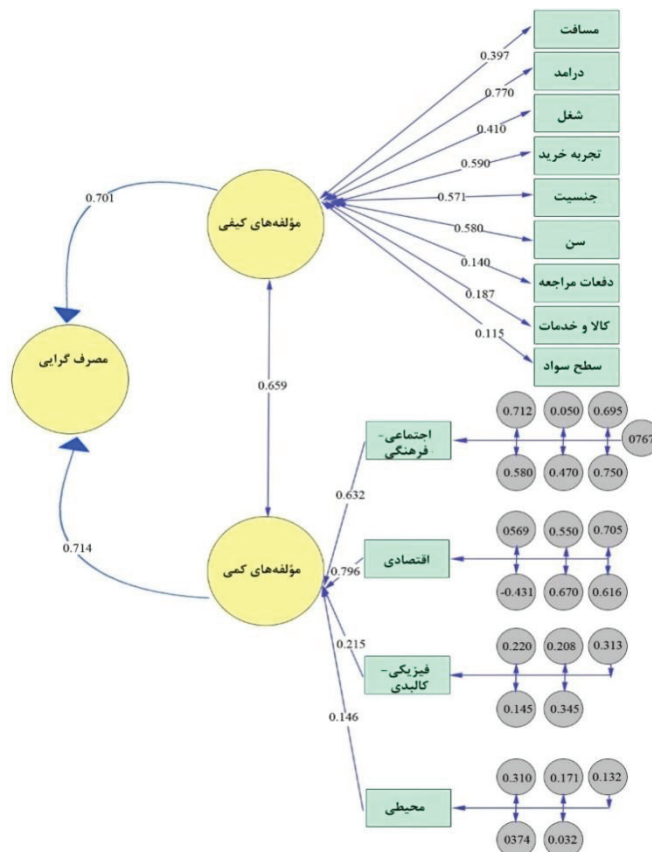 مسافت
0.397
درامد
0.770
شغل
0.410
تجربه خرید
0.590
جنسیت
0.571
سن
0.580
دفعات مراجعه
0.140
کالا و خدمات
0.187
سطح سواد
0.115
مؤلفه‌های کیفی
0.701
مصرف گرایی
0.659
0.714
مؤلفه‌های کمی
اجتماعی-
فرهنگی
0.632
0.712 0.050 0.695
0767
0.580 0.470 0.750
اقتصادی
0.796
0569 0.550 0.705
-0.431 0.670 0.616
فیزیکی-
کالبدی
0.215
0.220 0.208 0.313
0.145 0.345
محیطی
0.146
0.310 0.171 0.132
0374 0.032